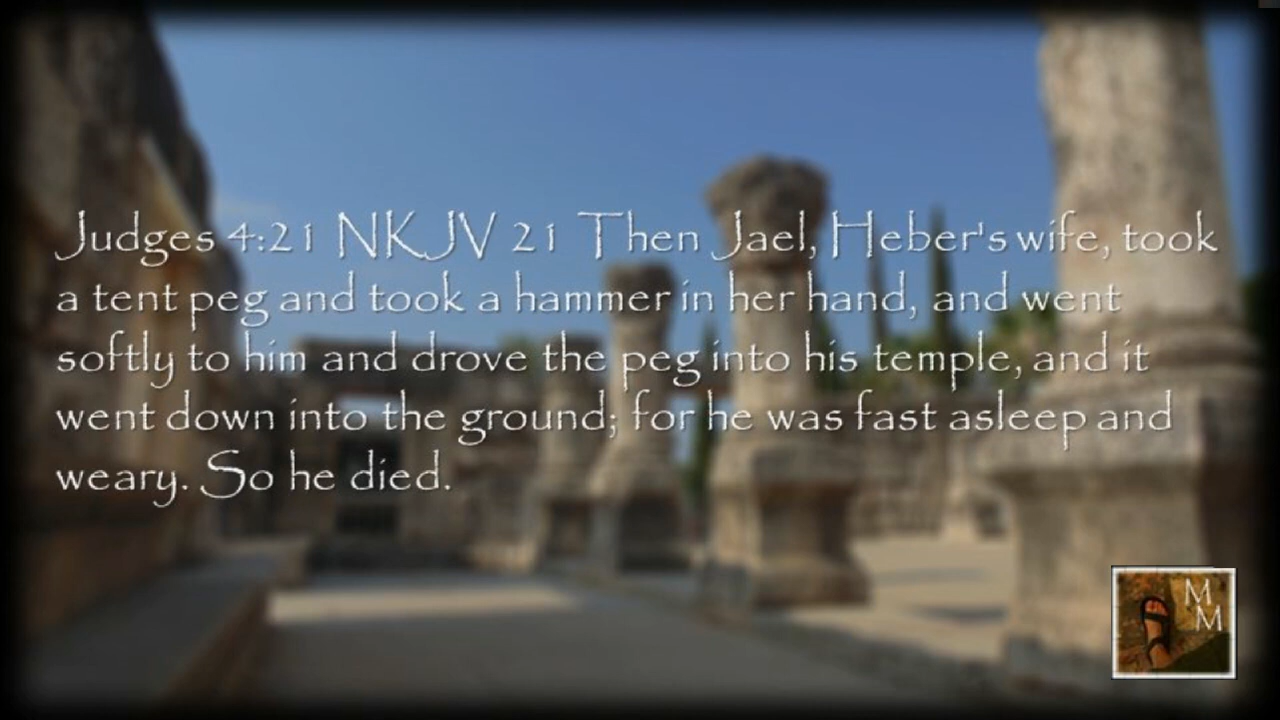 Judges 4:21 NKJV 21 Then Jael, Heber's wife, took
a tent peg and took a hammer in her hand, and went
softly to him and drove the peg into his temple, and it
went down into the ground; for he was fast asleep and
weary. So he died.
M
M